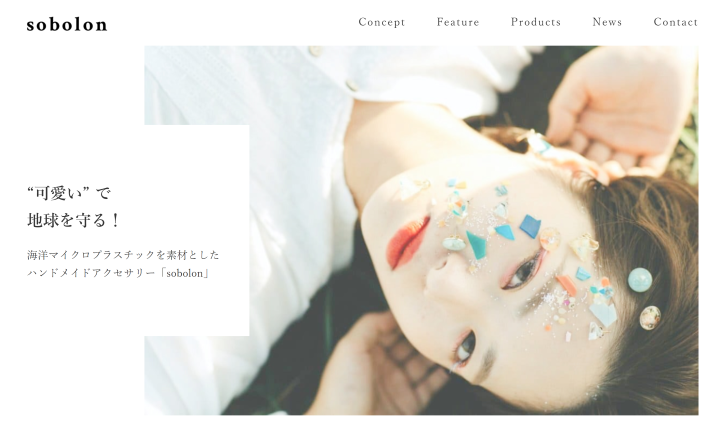 sobolon
Concept Feature Products News Contact
“可愛い” で
地球を守る！
海洋マイクロプラスチックを素材とした
ハンドメイドアクセサリー「sobolon」